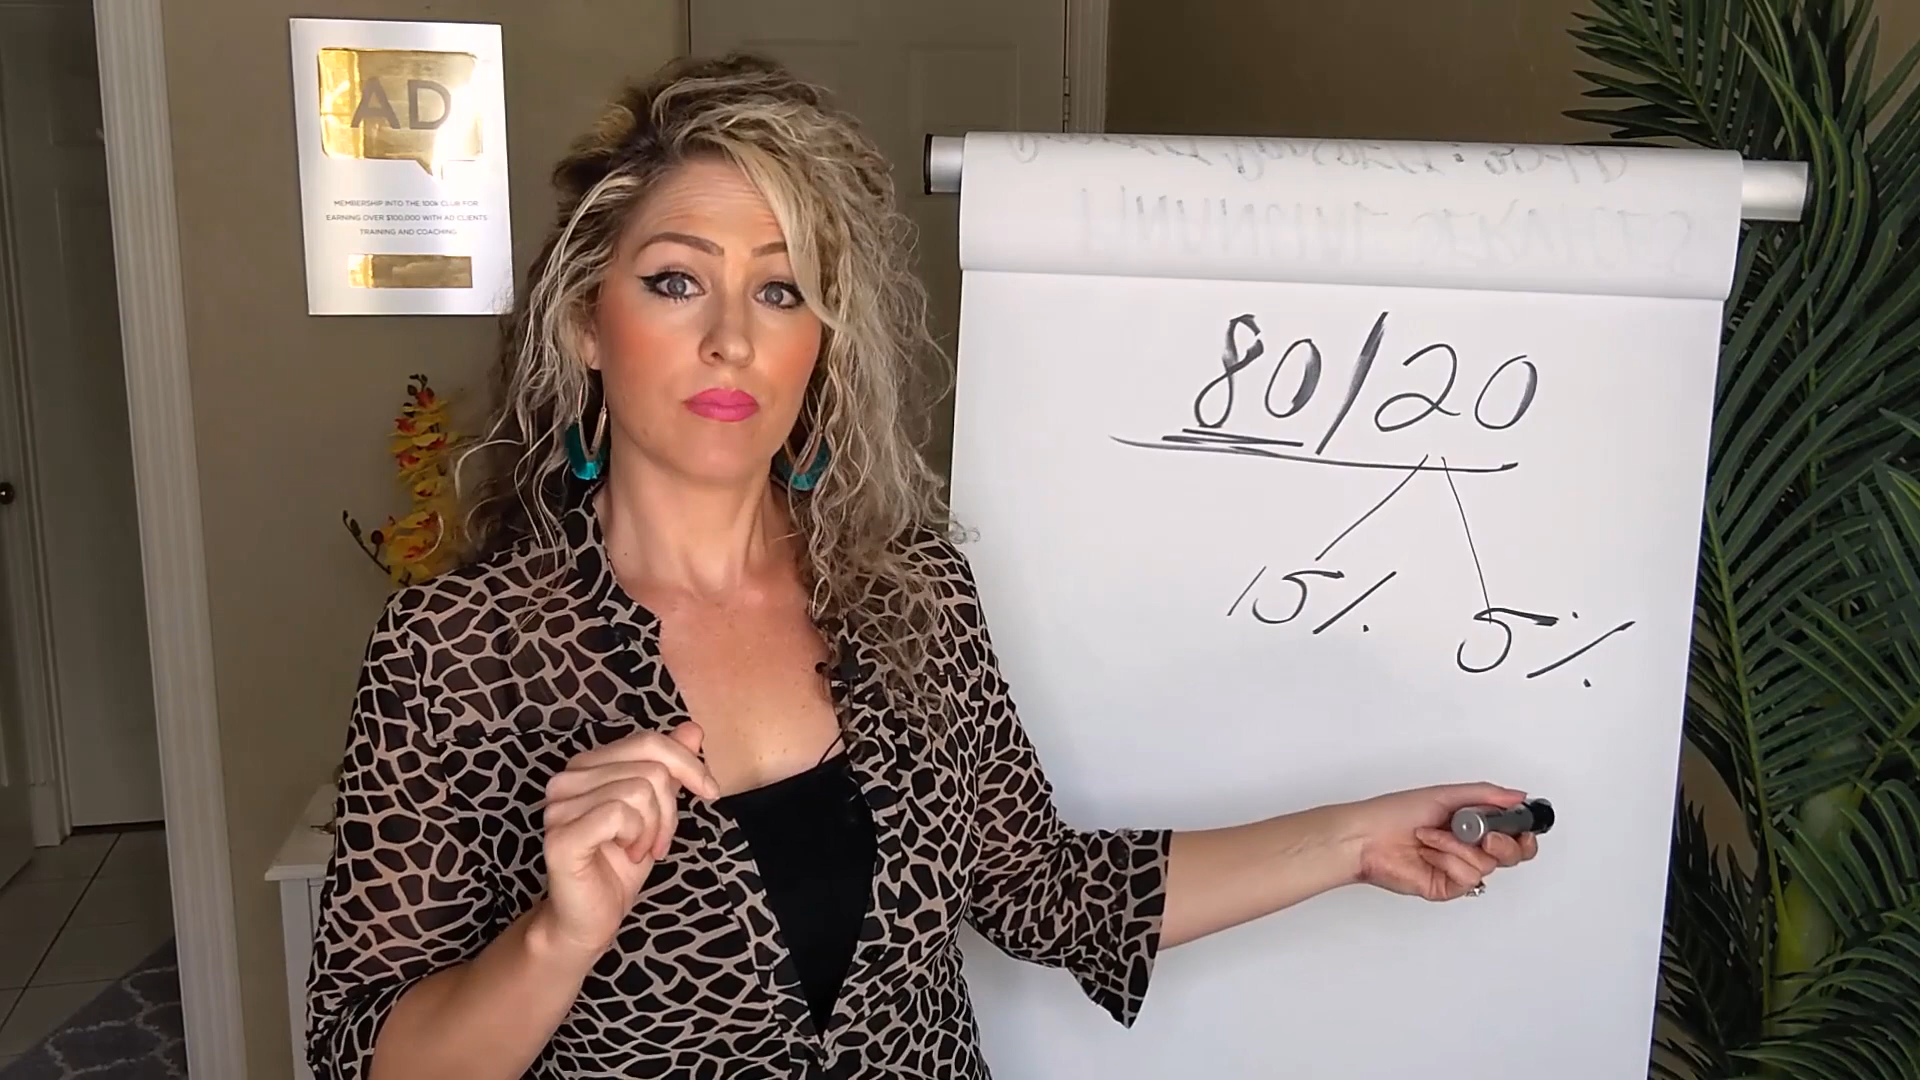 AD
MEMBERSHIP INTO THE 100k CLUB FOR
EARNING OVER $100,000 WITH AD CLIENTS
TRAINING AND COACHING
80/20
15%
5%